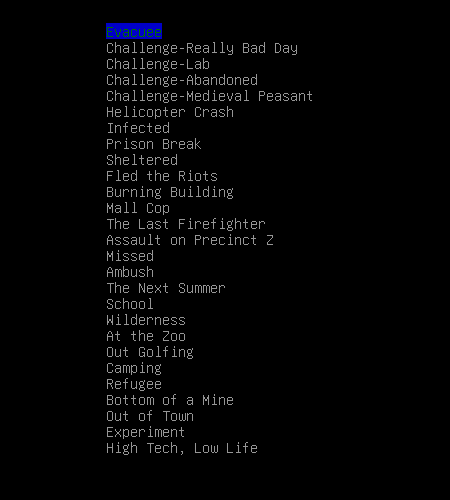 Evacuee
Challenge-Really Bad Day
Challenge-Lab
Challenge-Abandoned
Challenge-Medieval Peasant
Helicopter Crash
Infected
Prison Break
Sheltered
Fled the Riots
Burning Building
Mall Cop
The Last Firefighter
Assault on Precinct Z
Missed
Ambush
The Next Summer
School
Wilderness
At the Zoo
Out Golfing
Camping
Refugee
Bottom of a Mine
Out of Town
Experiment
High Tech, Low Life